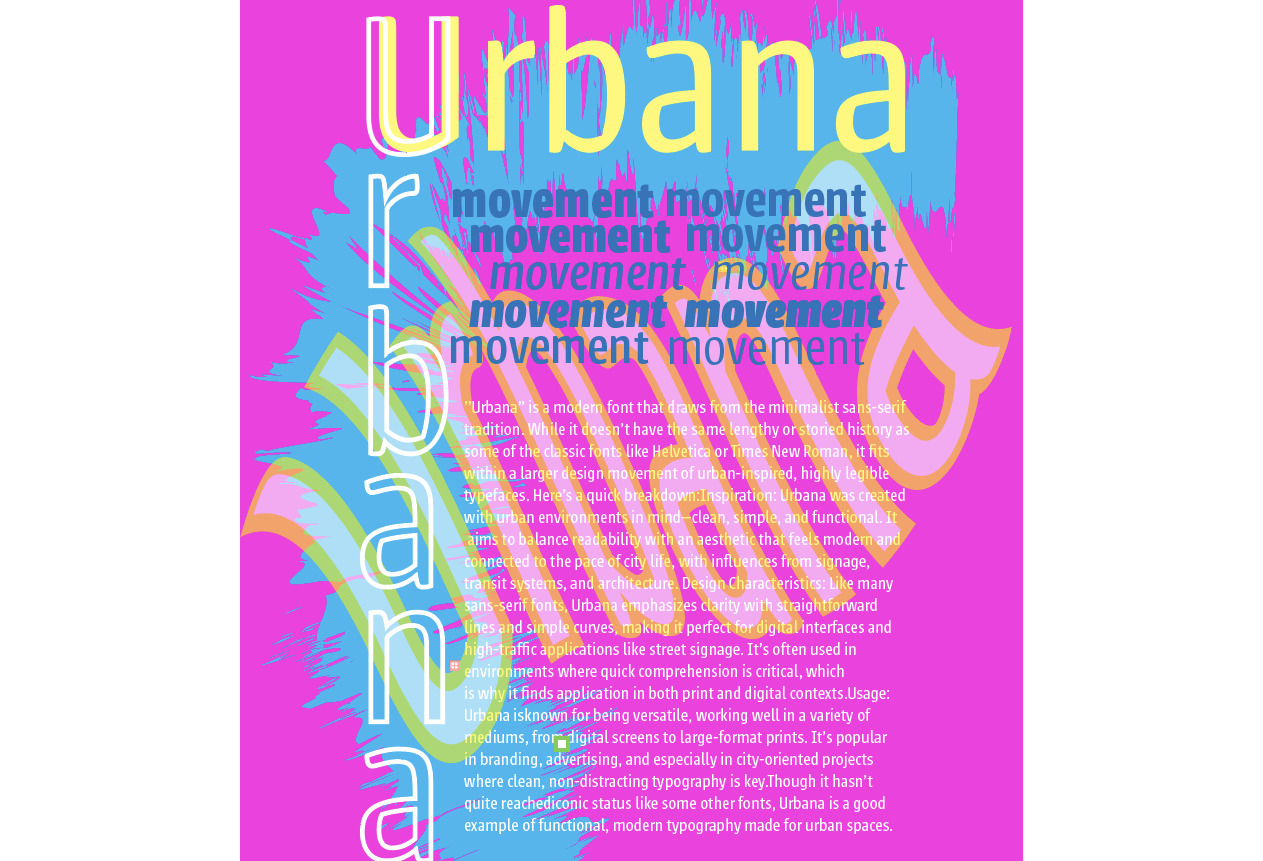 urbana
urbana
urbana
movement movement
movement movement
movement movement
movement movement
movement movement
"Urbana" is a modern font that draws from the minimalist sans-serif
tradition. While it doesn't have the same lengthy or storied history as
some of the classic fonts like Helvetica or Times New Roman, it fits
within a larger design movement of urban-inspired, highly legible
typefaces. Here's a quick breakdown:Inspiration: Urbana was created
with urban environments in mind—clean, simple, and functional. It
aims to balance readability with an aesthetic that feels modern and
connected to the pace of city life, with influences from signage,
transit systems, and architecture. Design Characteristics: Like many
sans-serif fonts, Urbana emphasizes clarity with straightforward
lines and simple curves, making it perfect for digital interfaces and
high-traffic applications like street signage. It's often used in
environments where quick comprehension is critical, which
is why it finds application in both print and digital contexts.Usage:
Urbana isknown for being versatile, working well in a variety of
mediums, from digital screens to large-format prints. It's popular
in branding, advertising, and especially in city-oriented projects
where clean, non-distracting typography is key.Though it hasn't
quite reachediconic status like some other fonts, Urbana is a good
example of functional, modern typography made for urban spaces.